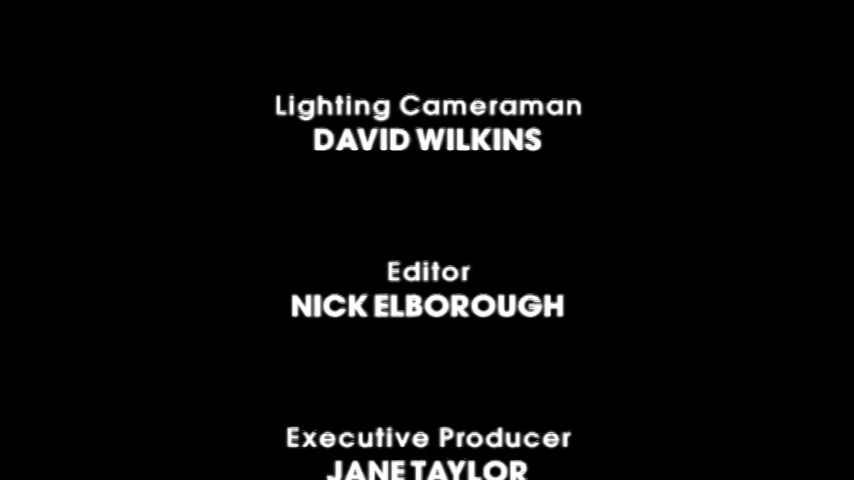 Lighting Cameraman
DAVID WILKINS
Editor
NICK ELBOROUGH
Executive Producer
JANE TAYLOR